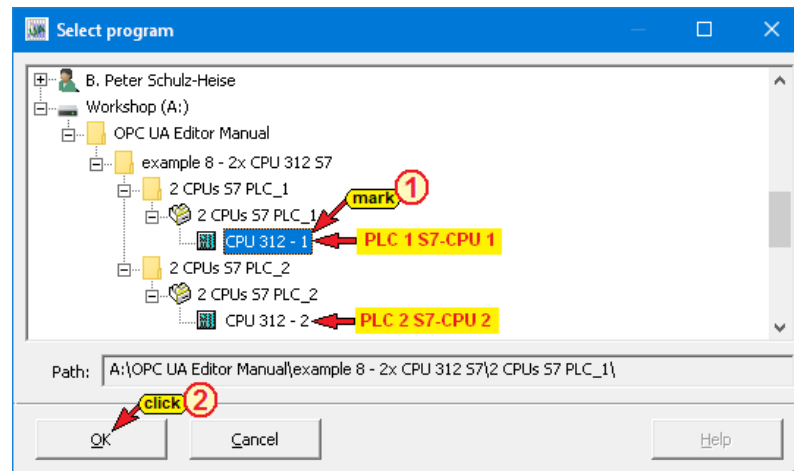 Select program
B. Peter Schulz-Heise
Workshop (A:)
OPC UA Editor Manual
example 8 - 2x CPU 312 S7
2 CPUs S7 PLC_1
mark 1
2 CPUs S7 PLC_1
CPU 312 - 1 PLC 1 S7-CPU 1
2 CPUs S7 PLC_2
2 CPUs S7 PLC_2
CPU 312 - 2 PLC 2 S7-CPU 2
Path: A:\OPC UA Editor Manual\example 8 - 2x CPU 312 S7\2 CPUs S7 PLC_1\
click 2
OK Cancel Help